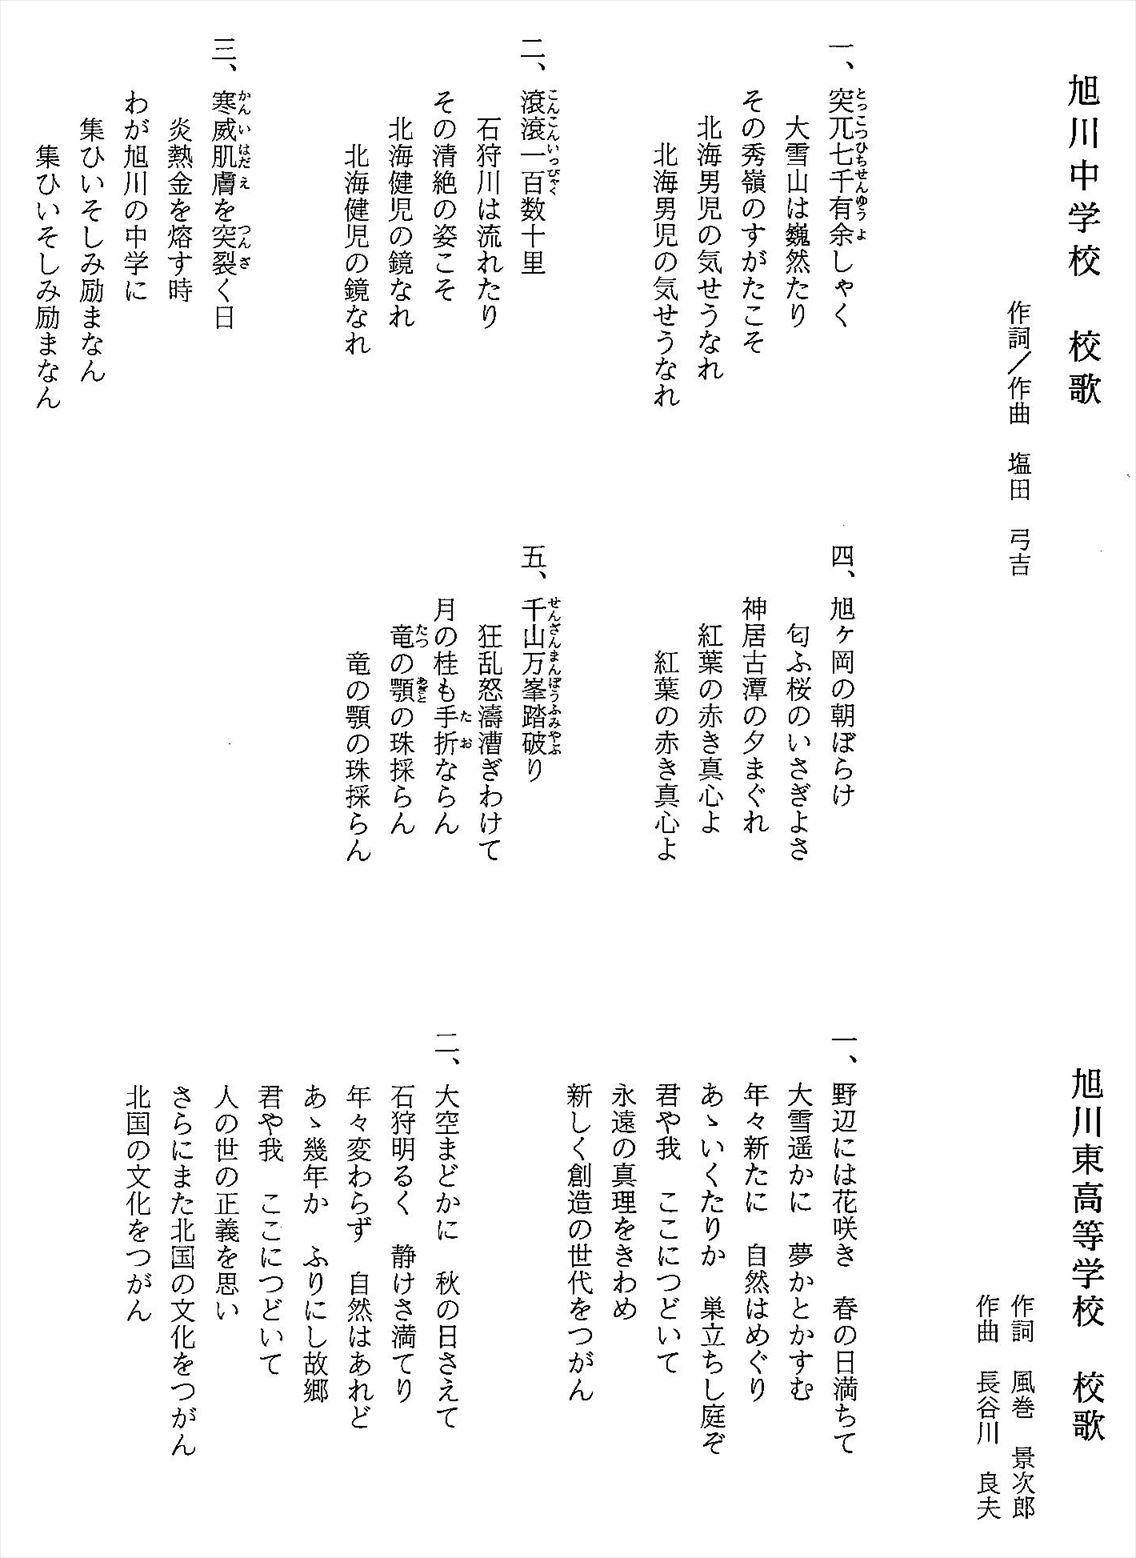 旭川中学校　校歌
作詞／作曲　塩田　弓吉
一、突兀七千有余しゃく
大雪山は巍然たり
その秀嶺のすがたこそ
北海男児の気せうなれ
北海男児の気せうなれ
二、滾滾一百数十里
石狩川は流れたり
その清絶の姿こそ
北海健児の鏡なれ
北海健児の鏡なれ
三、寒威肌膚を突裂く日
炎熱金を熔す時
わが旭川の中学に
集ひいそしみ励まなん
集ひいそしみ励まなん
四、旭ヶ岡の朝ぼらけ
匂ふ桜のいさぎよさ
神居古潭の夕まぐれ
紅葉の赤き真心よ
紅葉の赤き真心よ
五、千山万峯踏破り
狂乱怒濤漕ぎわけて
月の桂も手折ならん
竜の顎の珠採らん
竜の顎の珠採らん
旭川東高等学校　校歌
作詞　風巻　景次郎
作曲　長谷川　良夫
一、野辺には花咲き　春の日満ちて
大雪遥かに　夢かとかすむ
年々新たに　自然はめぐり
あゝいくたりか　巣立ちし庭ぞ
君や我　ここにつどいて
永遠の真理をきわめ
新しく創造の世代をつがん
二、大空まどかに　秋の日さえて
石狩明るく　静けさ満てり
年々変わらず　自然はあれど
あゝ幾年か　ふりにし故郷
君や我　ここにつどいて
人の世の正義を思い
さらにまた北国の文化をつがん
北国の文化をつがん